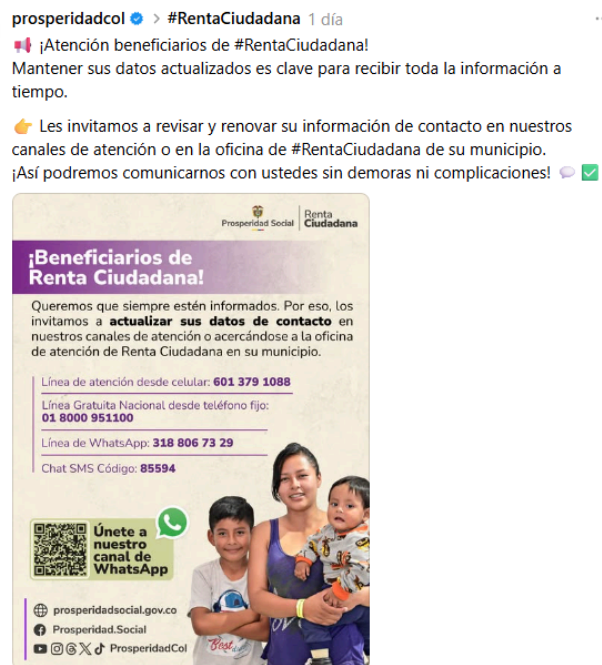 prosperidadcol > #RentaCiudadana 1 día
📢 ¡Atención beneficiarios de #RentaCiudadana!
Mantener sus datos actualizados es clave para recibir toda la información a
tiempo.
👉 Les invitamos a revisar y renovar su información de contacto en nuestros
canales de atención o en la oficina de #RentaCiudadana de su municipio.
¡Así podremos comunicarnos con ustedes sin demoras ni complicaciones! 💬 ✅
Prosperidad Social
Renta
Ciudadana
¡Beneficiarios de
Renta Ciudadana!
Queremos que siempre estén informados. Por eso, los
invitamos a actualizar sus datos de contacto en
nuestros canales de atención o acercándose a la oficina
de atención de Renta Ciudadana en su municipio.
Línea de atención desde celular: 601 379 1088
Línea Gratuita Nacional desde teléfono fijo:
01 8000 951100
Línea de WhatsApp: 318 806 73 29
Chat SMS Código: 85594
Únete a
nuestro
canal de
WhatsApp
prosperidadsocial.gov.co
Prosperidad.Social
ProsperidadCol
Best